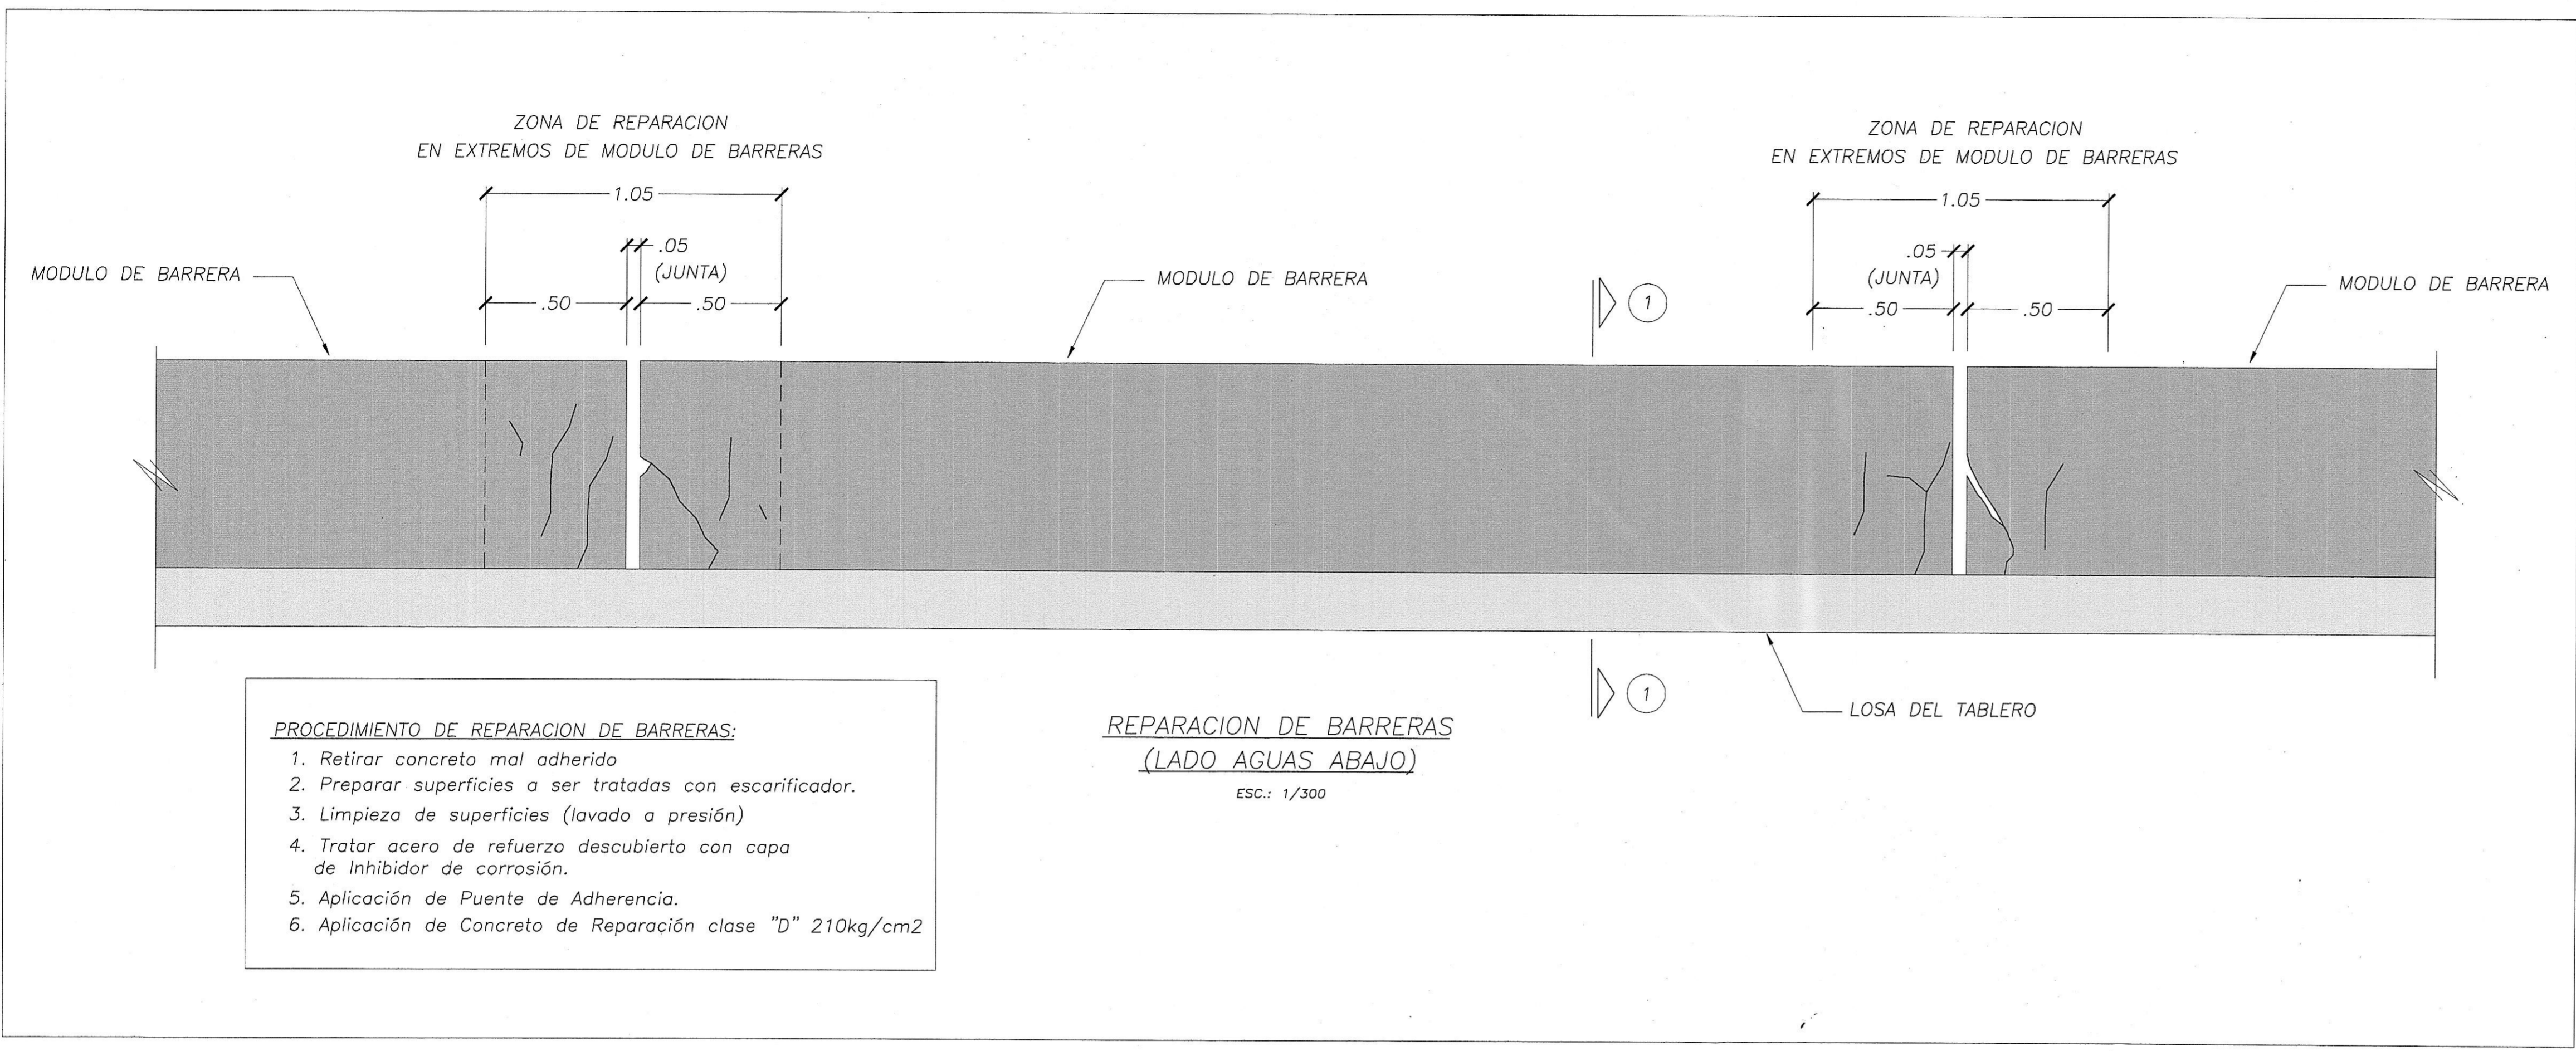 ZONA DE REPARACION
EN EXTREMOS DE MODULO DE BARRERAS
1.05
.05
(JUNTA)
.50
.50
MODULO DE BARRERA
MODULO DE BARRERA
1
ZONA DE REPARACION
EN EXTREMOS DE MODULO DE BARRERAS
1.05
.05
(JUNTA)
.50
.50
MODULO DE BARRERA
1
LOSA DEL TABLERO
PROCEDIMIENTO DE REPARACION DE BARRERAS:
1. Retirar concreto mal adherido
2. Preparar superficies a ser tratadas con escarificador.
3. Limpieza de superficies (lavado a presión)
4. Tratar acero de refuerzo descubierto con capa
de Inhibidor de corrosión.
5. Aplicación de Puente de Adherencia.
6. Aplicación de Concreto de Reparación clase "D" 210kg/cm2
REPARACION DE BARRERAS
(LADO AGUAS ABAJO)
ESC.: 1/300